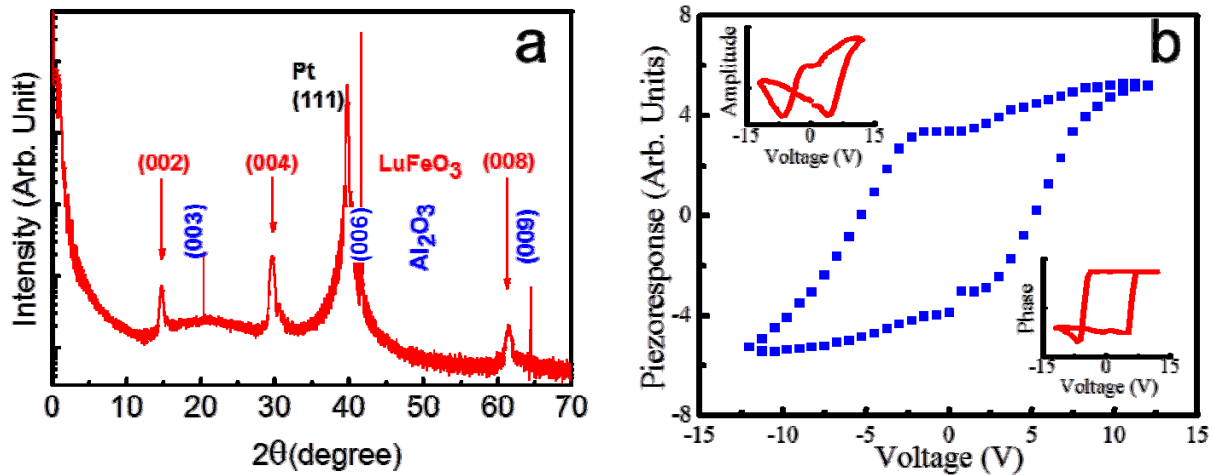 a
Intensity (Arb. Unit)
Pt
(111)
(002)
(004)
LuFeO3
(008)
(003)
(006)
Al2O3
(009)
0 10 20 30 40 50 60 70
2θ(degree)
b
Piezoresponse (Arb. Units)
8
4
0
-4
-8
Amplitude
-15 0 15
Voltage (V)
Phase
-15 0 15
Voltage (V)
-15 -10 -5 0 5 10 15
Voltage (V)